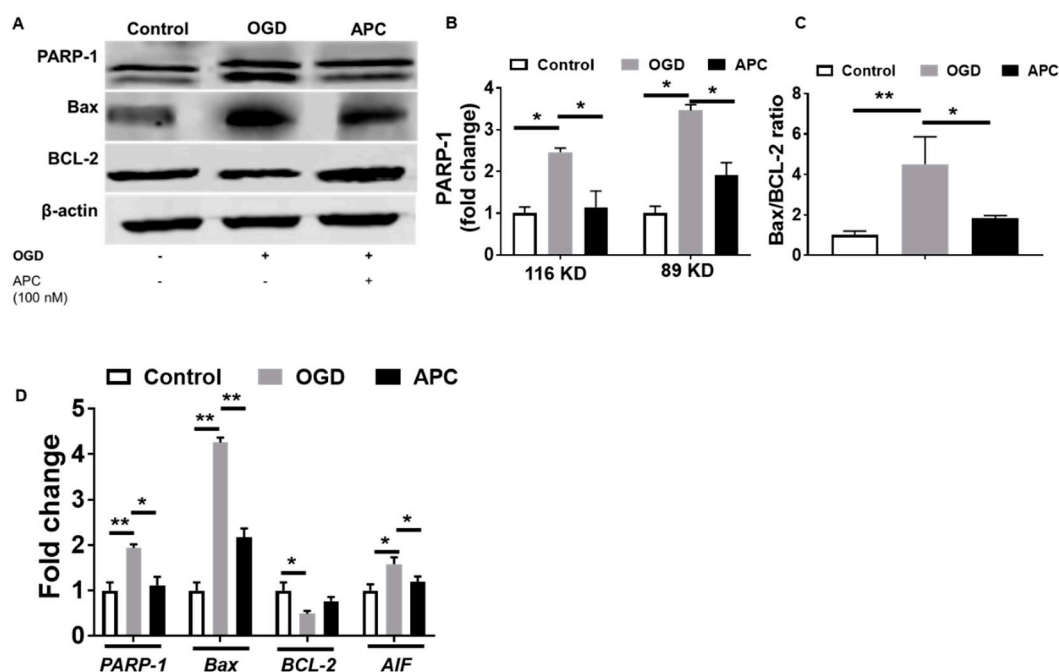 A
Control OGD APC
PARP-1
Bax
BCL-2
β-actin
OGD - + +
APC - - +
(100 nM)
B
Control OGD APC
PARP-1
(fold change)
6
4
2
1
0
* * * *
116 KD 89 KD
C
Control OGD APC
Bax/BCL-2 ratio
8
6
4
2
0
** *
D
Control OGD APC
Fold change
5
4
3
2
1
0
** * ** ** * * *
PARP-1 Bax BCL-2 AIF